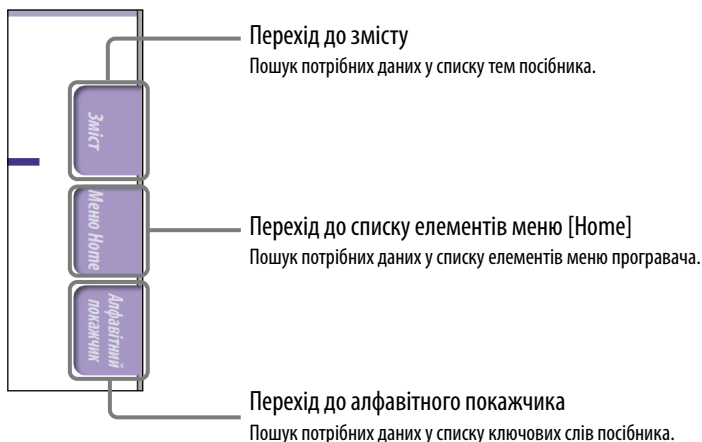 Перехід до змісту
Пошук потрібних даних у списку тем посібника.
Зміст
Меню Home
Перехід до списку елементів меню [Home]
Пошук потрібних даних у списку елементів меню програвача.
Алфавітний
покажчик
Перехід до алфавітного покажчика
Пошук потрібних даних у списку ключових слів посібника.